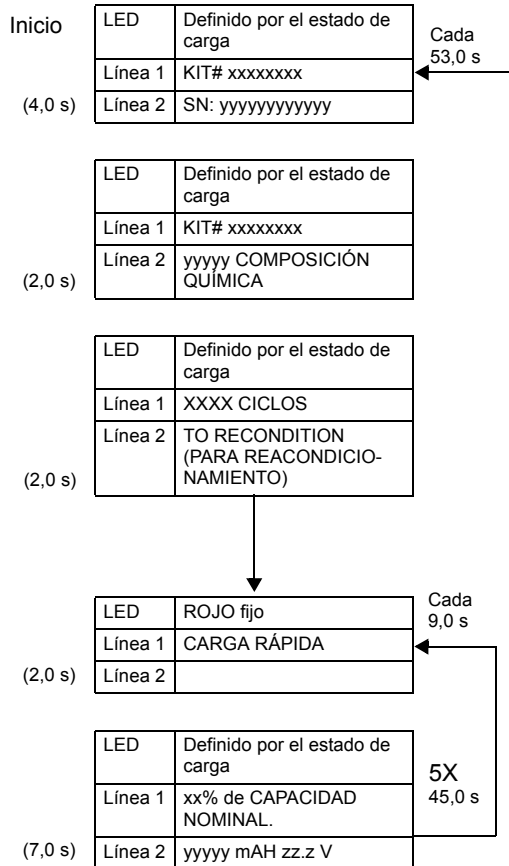 Inicio
LED Definido por el estado de
carga
Cada
53,0 s
Línea 1 KIT# xxxxxxxx
(4,0 s) Línea 2 SN: yyyyyyyyyyyy
LED Definido por el estado de
carga
Línea 1 KIT# xxxxxxxx
Línea 2 yyyyy COMPOSICIÓN
QUÍMICA
(2,0 s)
LED Definido por el estado de
carga
Línea 1 XXXX CICLOS
Línea 2 TO RECONDITION
(PARA REACONDICIO-
NAMIENTO)
(2,0 s)
LED ROJO fijo
Cada
9,0 s
Línea 1 CARGA RÁPIDA
(2,0 s) Línea 2
LED Definido por el estado de
carga
5X
45,0 s
Línea 1 xx% de CAPACIDAD
NOMINAL.
(7,0 s) Línea 2 yyyyy mAH zz.z V